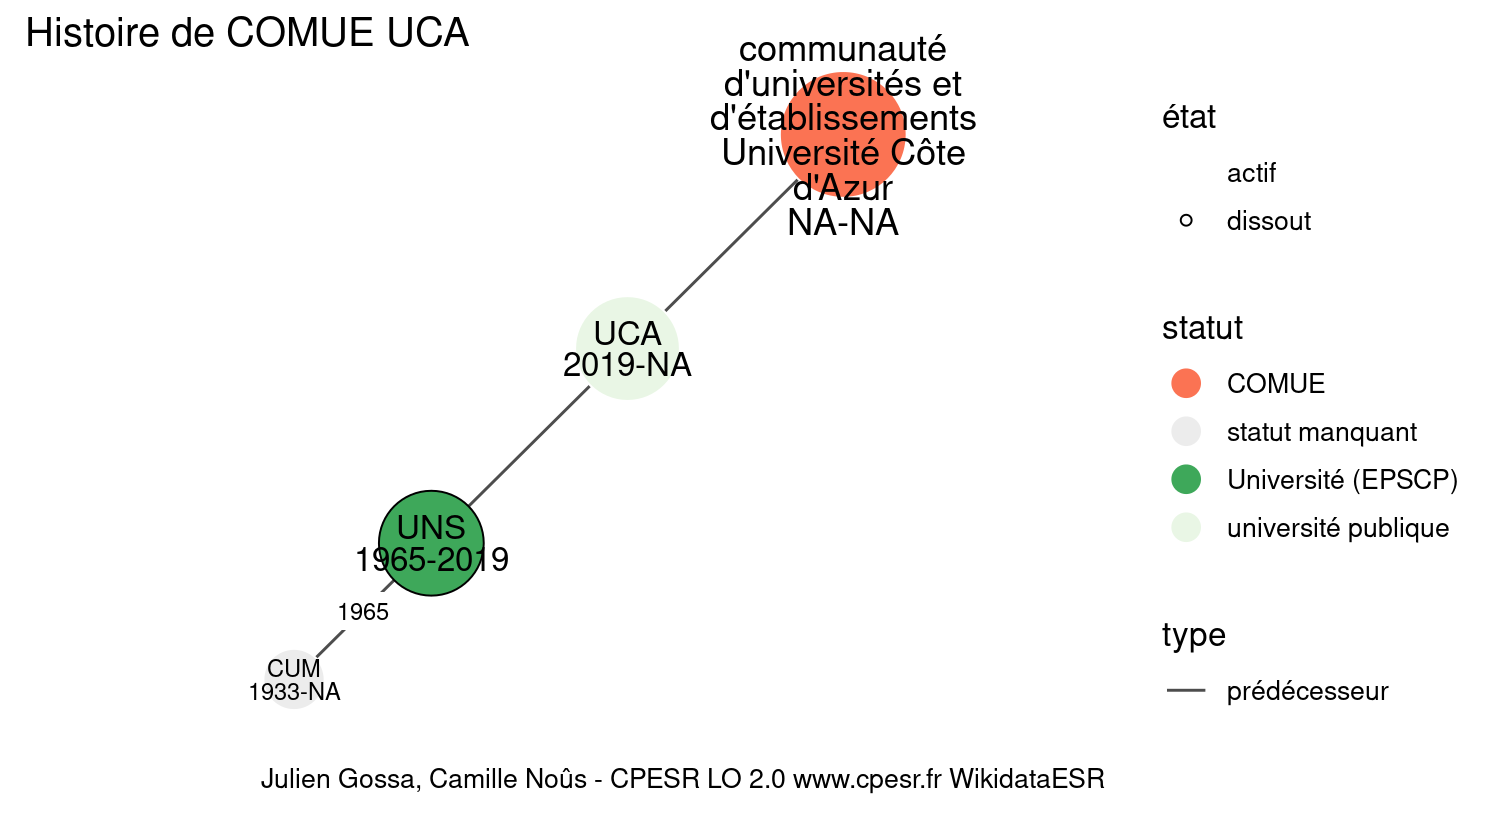 Histoire de COMUE UCA
communauté
d'universités et
d'établissements
Université Côte
d'Azur
NA-NA
UCA
2019-NA
UNS
1965-2019
1965
CUM
1933-NA
état
actif
dissout
statut
COMUE
statut manquant
Université (EPSCP)
université publique
type
prédécesseur
Julien Gossa, Camille Noûs - CPESR LO 2.0 www.cpesr.fr WikidataESR